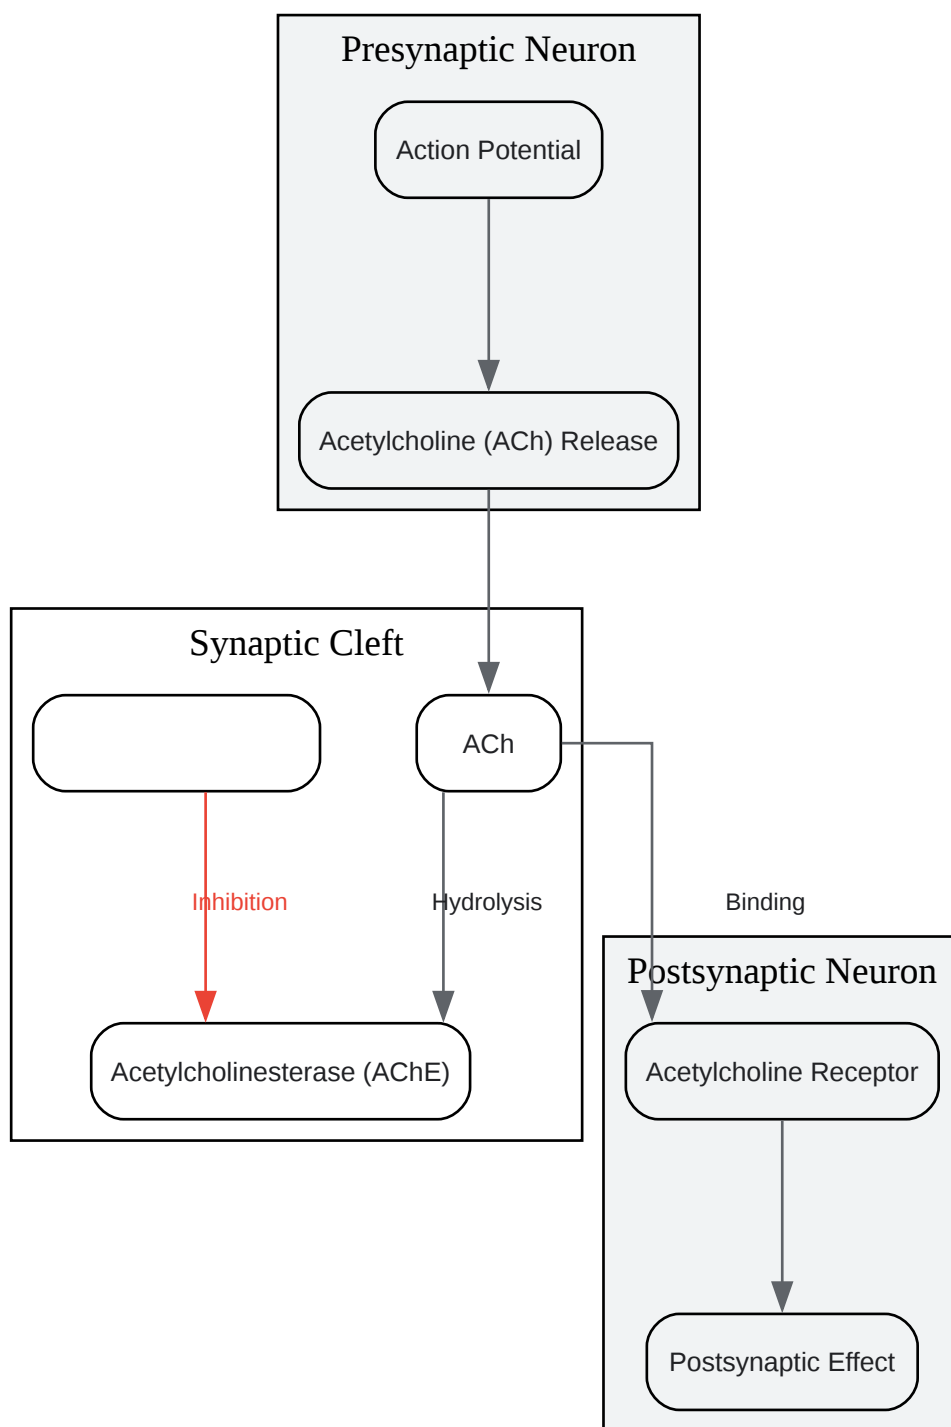 Presynaptic Neuron
Action Potential
Acetylcholine (ACh) Release
Synaptic Cleft
ACh
Inhibition
Hydrolysis
Binding
Postsynaptic Neuron
Acetylcholinesterase (AChE)
Acetylcholine Receptor
Postsynaptic Effect